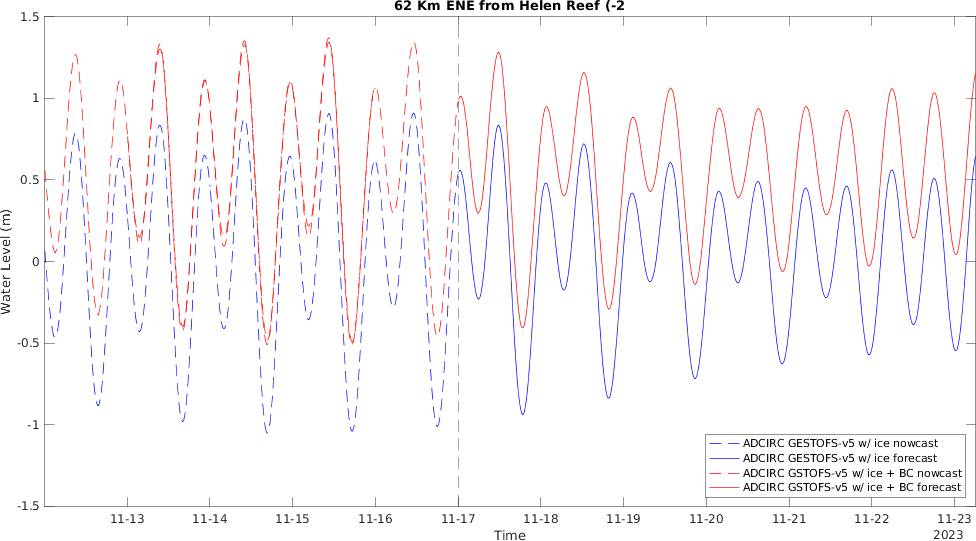 62 Km ENE from Helen Reef (-2
1.5
1
0.5
0
-0.5
-1
-1.5
Water Level (m)
ADCIRC GESTOFS-v5 w/ ice nowcast
ADCIRC GESTOFS-v5 w/ ice forecast
ADCIRC GSTOFS-v5 w/ ice + BC nowcast
ADCIRC GSTOFS-v5 w/ ice + BC forecast
11-13 11-14 11-15 11-16 11-17 11-18 11-19 11-20 11-21 11-22 11-23
2023
Time